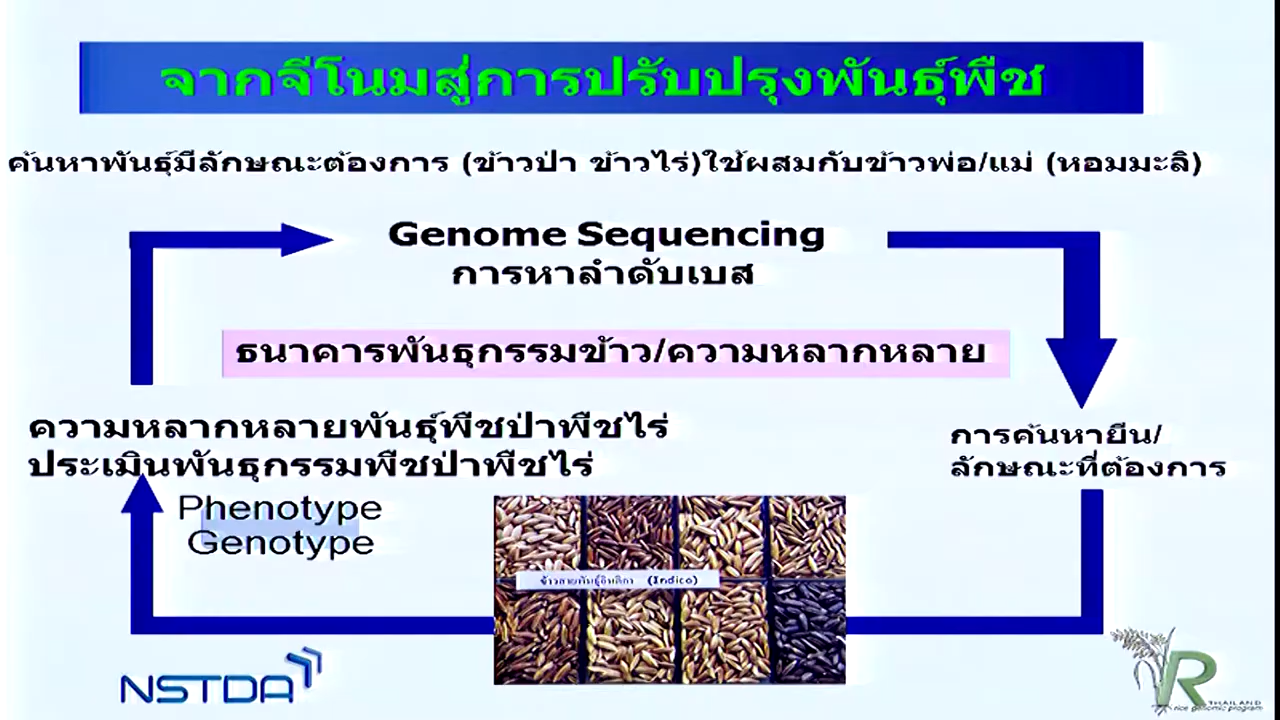 จากจีโนมสู่การปรับปรุงพันธุ์พืช
ค้นหาพันธุ์มีลักษณะต้องการ (ข้าวป่า ข้าวไร่)ใช้ผสมกับข้าวพ่อ/แม่ (หอมมะลิ)
Genome Sequencing
การหาลำดับเบส
ธนาคารพันธุกรรมข้าว/ความหลากหลาย
ความหลากหลายพันธุ์พืชป่าพืชไร่
ประเมินพันธุกรรมพืชป่าพืชไร่
การค้นหายีน/
ลักษณะที่ต้องการ
Phenotype
Genotype
ข้าวสายพันธุ์อินดิกา (Indica)
NSTDA
R
THAILAND
rice genomic program